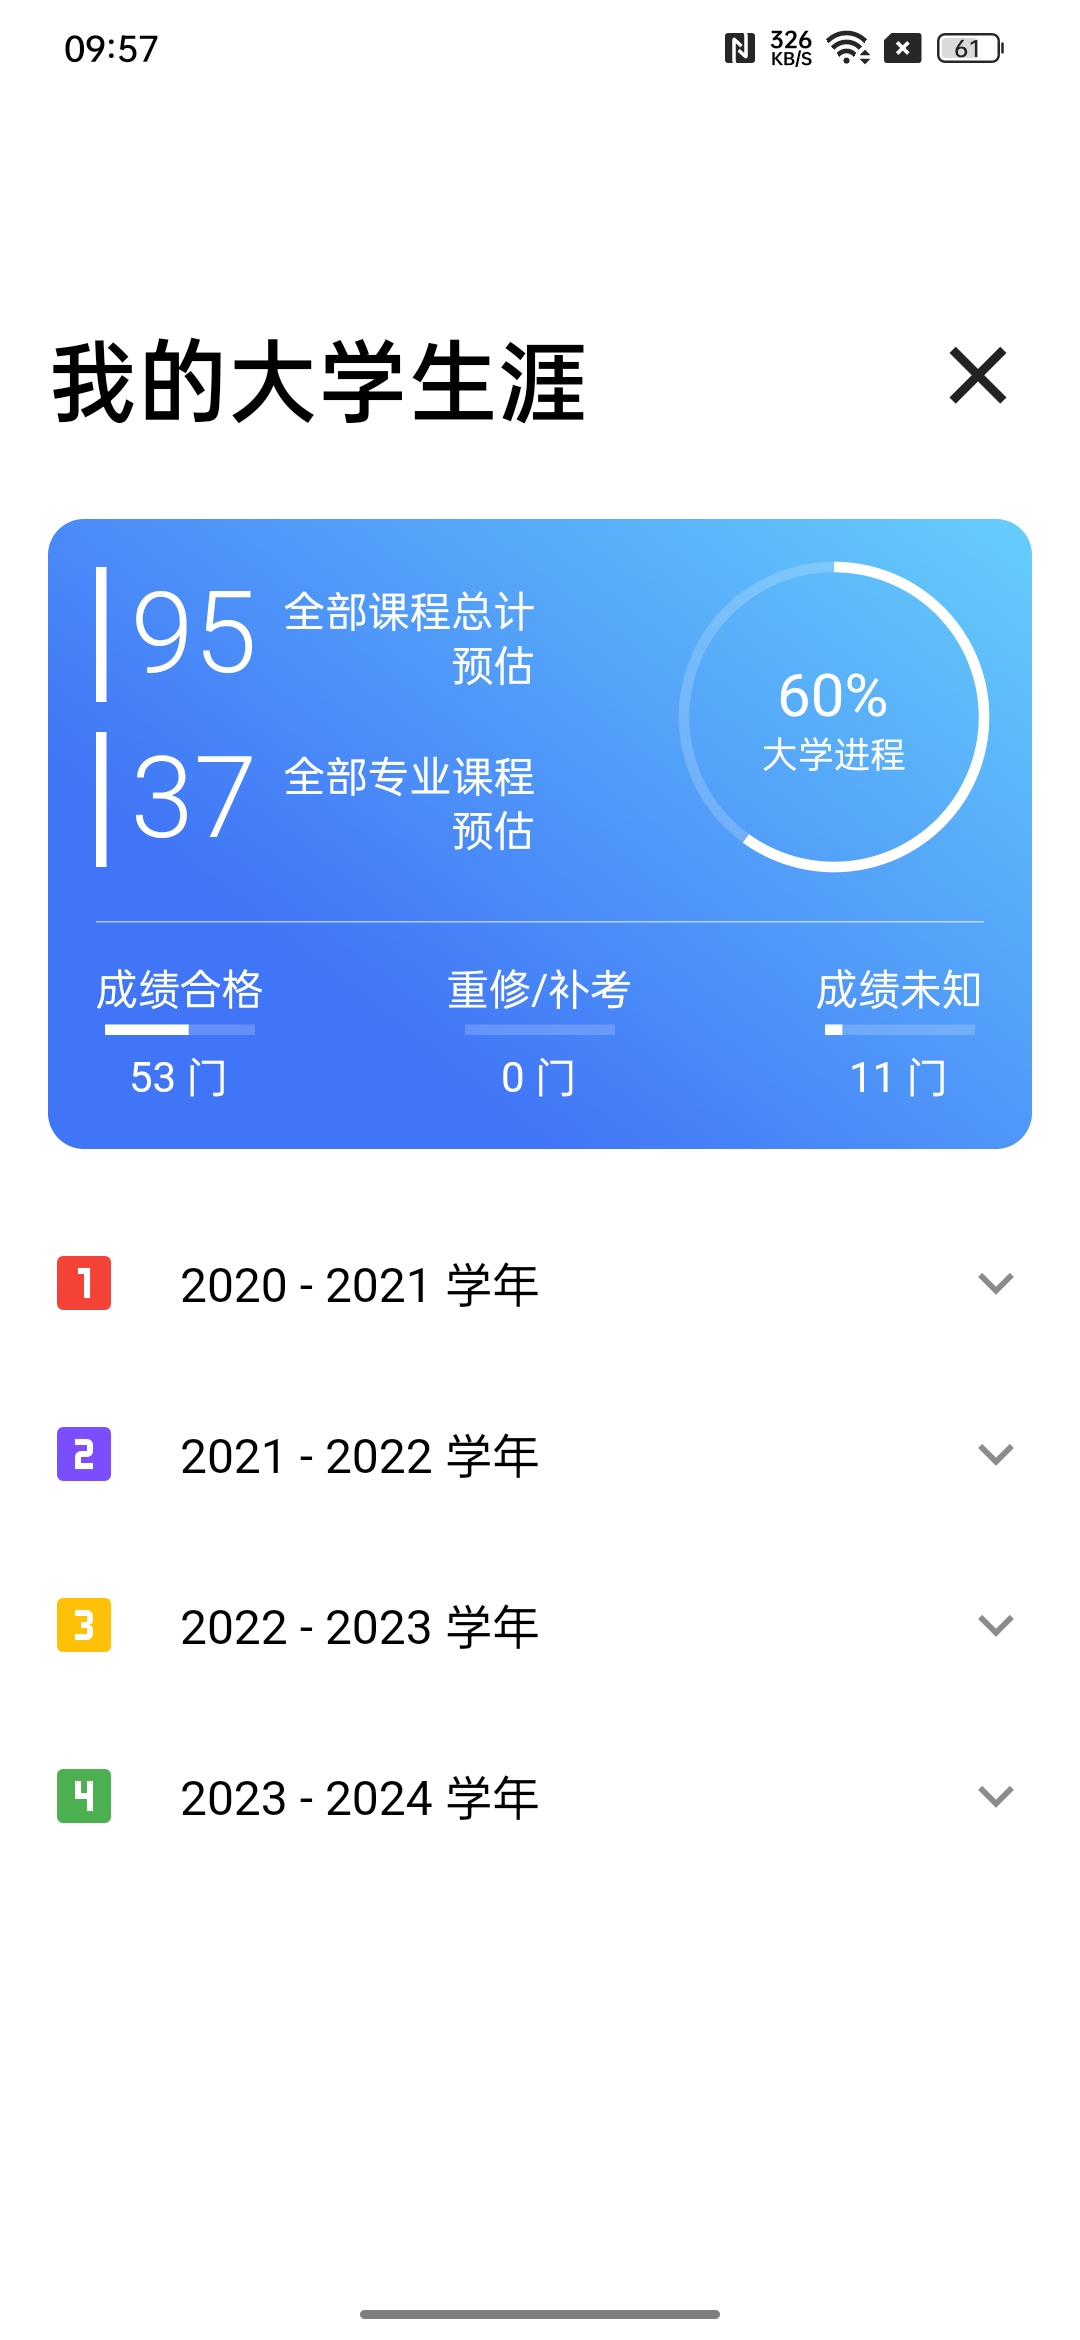 09:57
326
KB/S
61
我的大学生涯
95
全部课程总计
预估
37
全部专业课程
预估
60%
大学进程
成绩合格
53 门
重修/补考
0 门
成绩未知
11 门
1 2020 - 2021 学年
2 2021 - 2022 学年
3 2022 - 2023 学年
4 2023 - 2024 学年